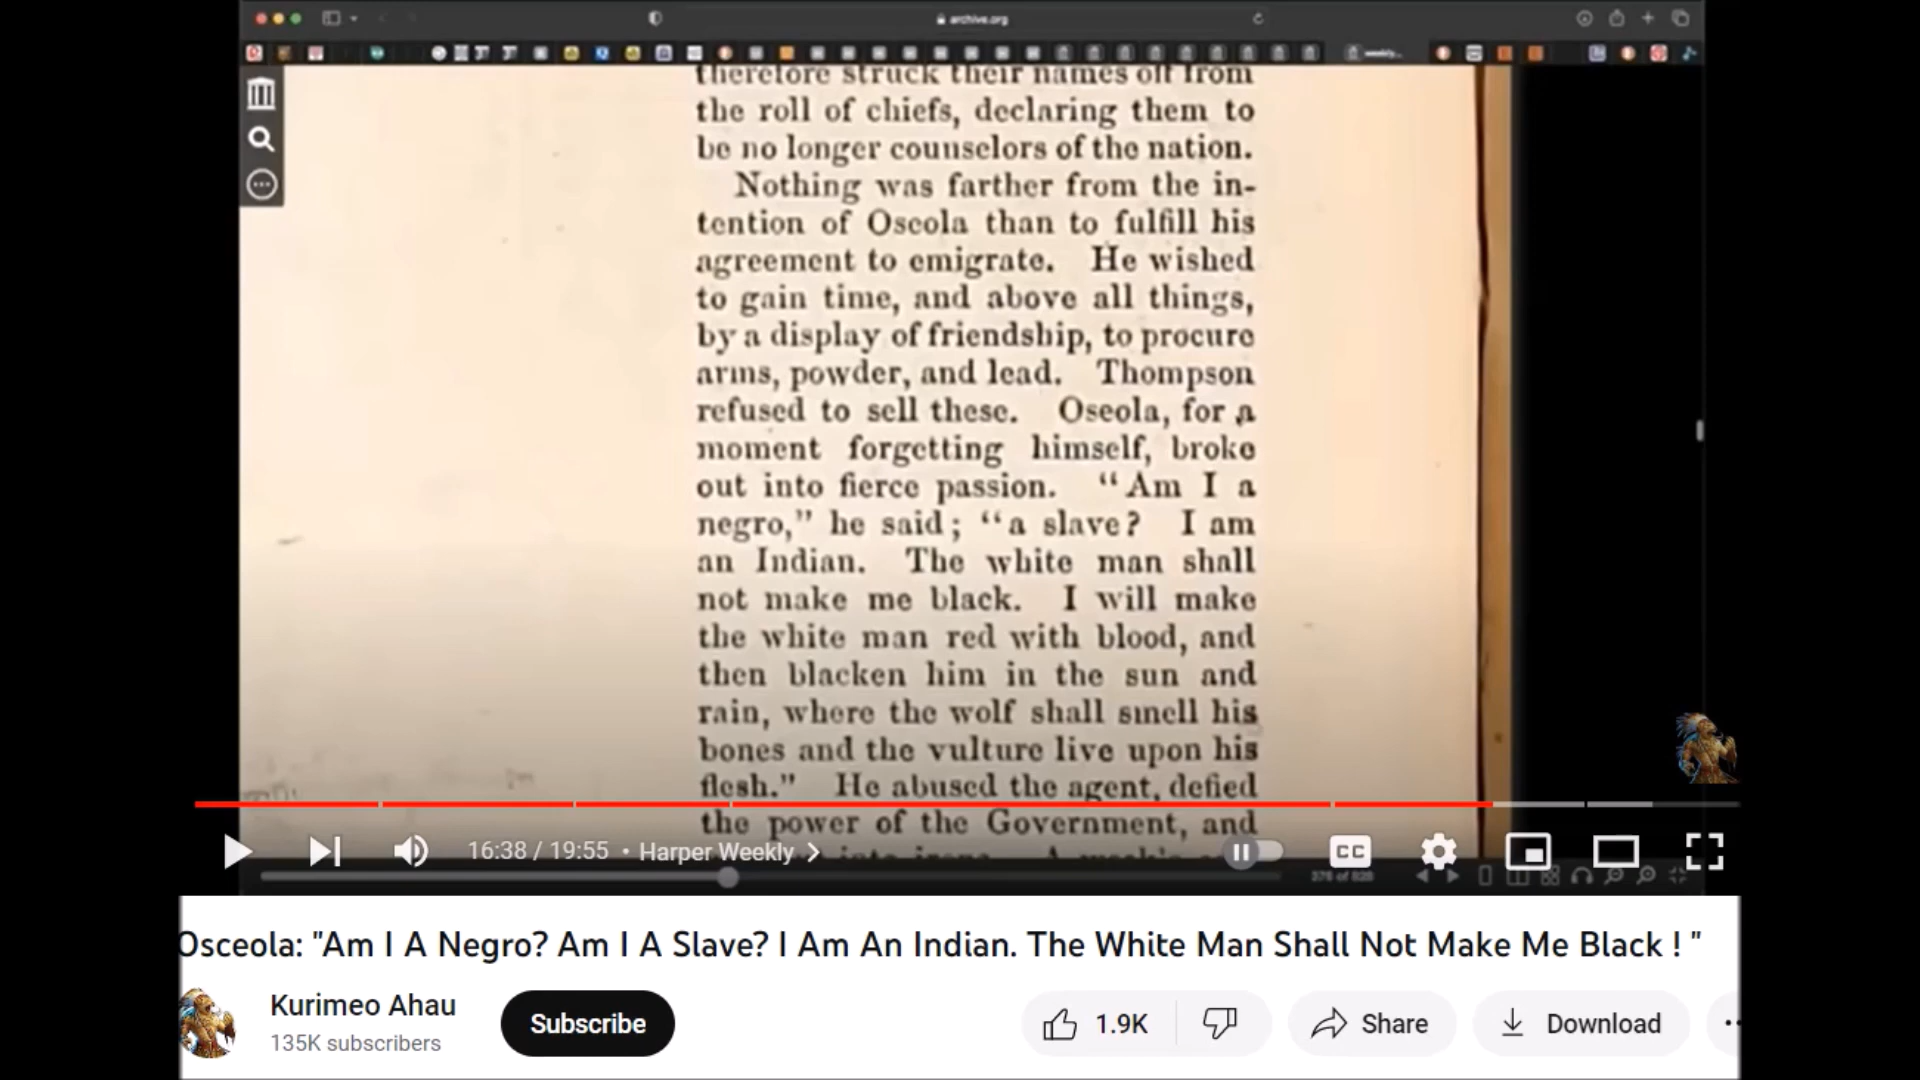 archive.org
therefore struck their names off from
the roll of chiefs, declaring them to
be no longer counselors of the nation.
Nothing was farther from the in-
tention of Oseola than to fulfill his
agreement to emigrate. He wished
to gain time, and above all things,
by a display of friendship, to procure
arms, powder, and lead. Thompson
refused to sell these. Oseola, for a
moment forgetting himself, broke
out into fierce passion. “Am I a
negro,” he said; “a slave? I am
an Indian. The white man shall
not make me black. I will make
the white man red with blood, and
then blacken him in the sun and
rain, where the wolf shall smell his
bones and the vulture live upon his
flesh.” He abused the agent, defied
the power of the Government, and
16:38 / 19:55 • Harper Weekly
CC
Osceola: "Am I A Negro? Am I A Slave? I Am An Indian. The White Man Shall Not Make Me Black ! "
Kurimeo Ahau
135K subscribers
Subscribe
1.9K
Share
Download